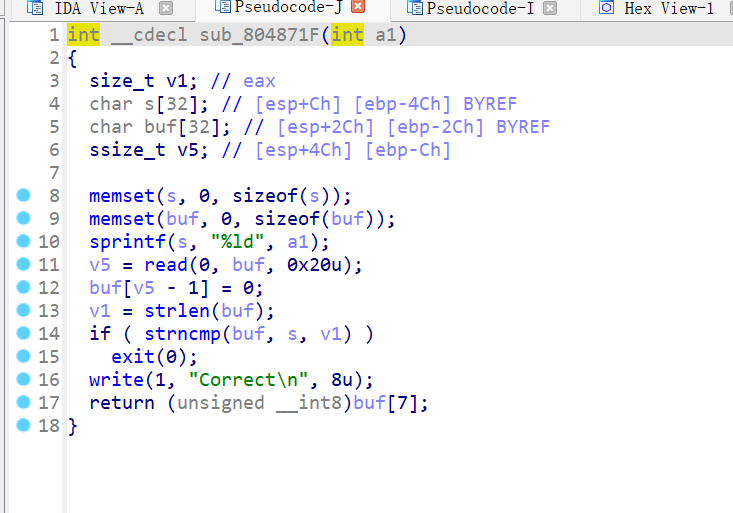 IDA View-A Pseudocode-J Pseudocode-I Hex View-1
1 int __cdecl sub_804871F(int a1)
2 {
3 size_t v1; // eax
4 char s[32]; // [esp+Ch] [ebp-4Ch] BYREF
5 char buf[32]; // [esp+2Ch] [ebp-2Ch] BYREF
6 ssize_t v5; // [esp+4Ch] [ebp-Ch]
7
8 memset(s, 0, sizeof(s));
9 memset(buf, 0, sizeof(buf));
10 sprintf(s, "%ld", a1);
11 v5 = read(0, buf, 0x20u);
12 buf[v5 - 1] = 0;
13 v1 = strlen(buf);
14 if ( strncmp(buf, s, v1) )
15 exit(0);
16 write(1, "Correct\n", 8u);
17 return (unsigned __int8)buf[7];
18 }